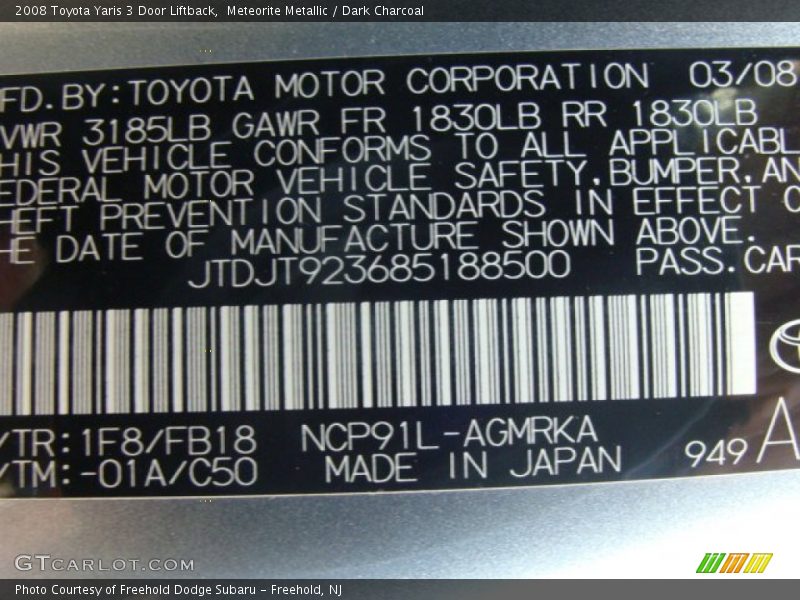 2008 Toyota Yaris 3 Door Liftback,  Meteorite Metallic / Dark Charcoal
FD.BY:TOYOTA MOTOR CORPORATION 03/08
VWR 3185LB GAWR FR 1830LB RR 1830LB
HIS VEHICLE CONFORMS TO ALL APPLICABL
EDERAL MOTOR VEHICLE SAFETY,BUMPER,AN
HEFT PREVENTION STANDARDS IN EFFECT O
HE DATE OF MANUFACTURE SHOWN ABOVE.
JTDJT923685188500 PASS.CAR
/TR:1F8/FB18 NCP91L-AGMRKA
/TM:-01A/C50 MADE IN JAPAN 949 A
GTCARLOT.COM
Photo Courtesy of Freehold Dodge Subaru – Freehold, NJ